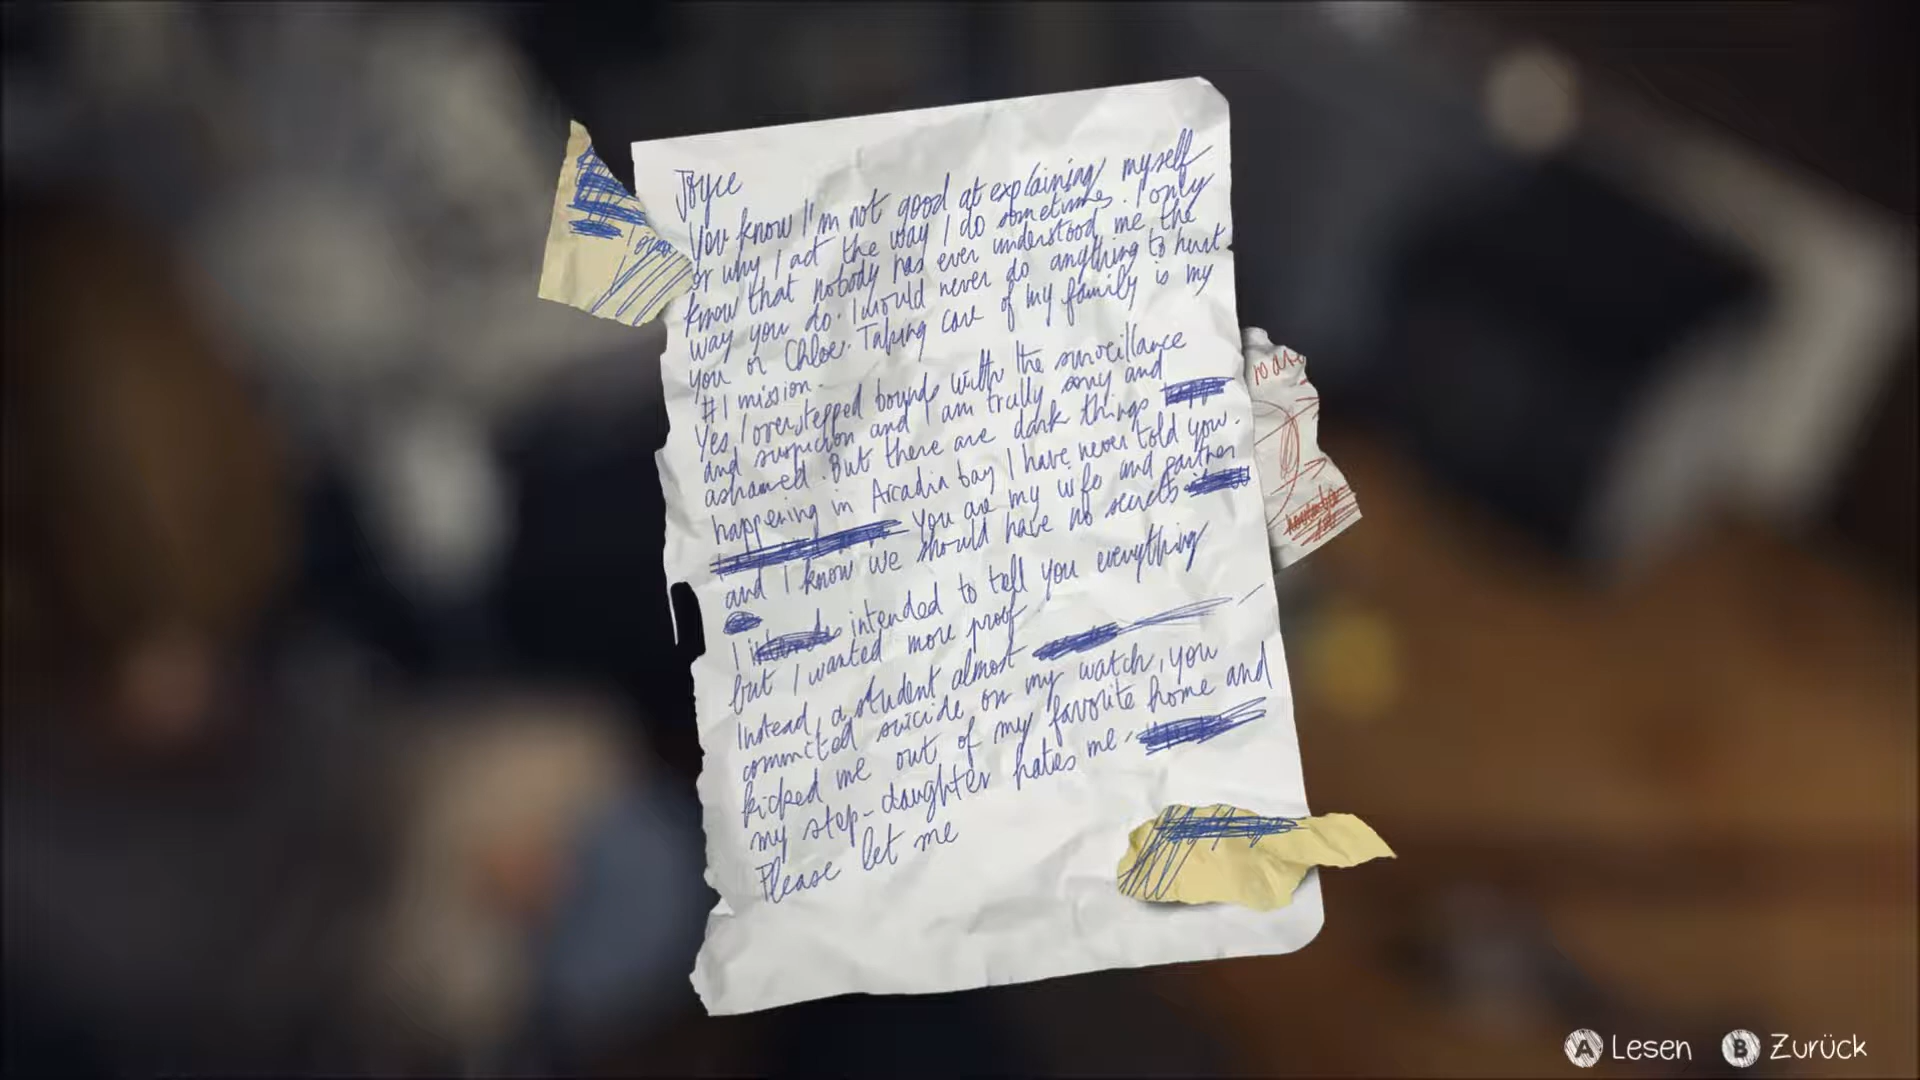 Joyce
You know I'm not good at explaining myself
or why I act the way I do sometimes. I only
know that nobody has ever understood me the
way you do. I would never do anything to hurt
you or Chloe. Taking care of my family is my
#1 mission.
Yes I overstepped bounds with the surveillance
and suspicion and I am trully sorry and
ashamed. But there are dark things
happening in Arcadia bay I have never told you.
You are my wife and partner
and I know we should have no secrets
I intended to tell you everything
but I wanted more proof.
Instead, a student almost
committed suicide on my watch, you
kicked me out of my favorite home and
my step-daughter hates me.
Please let me
A Lesen B Zurück